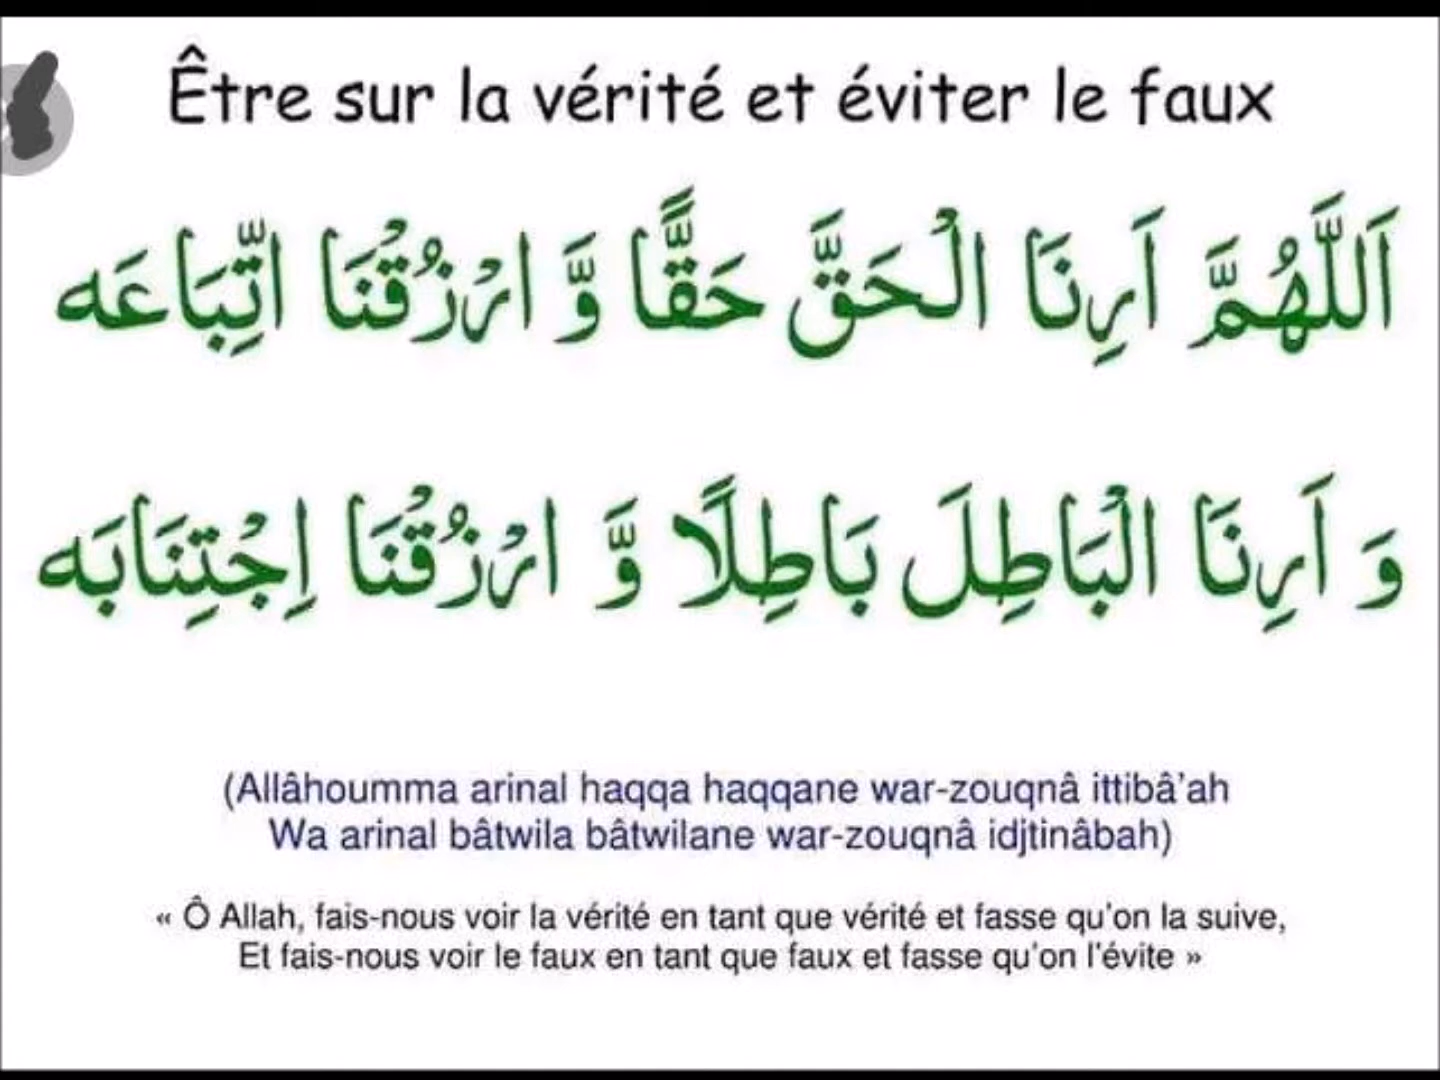 Être sur la vérité et éviter le faux
اَللَّهُمَّ اَرِنَا الْحَقَّ حَقًّا وَّ ارْزُقْنَا اتِّبَاعَه
وَ اَرِنَا الْبَاطِلَ بَاطِلًا وَّ ارْزُقْنَا اِجْتِنَابَه
(Allâhoumma arinal haqqa haqqane war-zouqnâ ittibâ'ah
Wa arinal bâtwila bâtwilane war-zouqnâ idjtinâbah)
« Ô Allah, fais-nous voir la vérité en tant que vérité et fasse qu'on la suive,
Et fais-nous voir le faux en tant que faux et fasse qu'on l'évite »